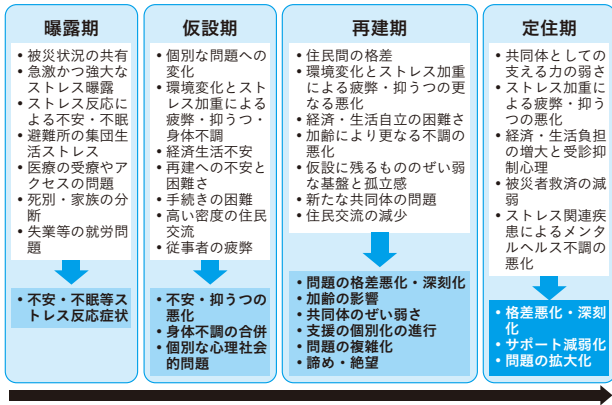 曝露期
• 被災状況の共有
• 急激かつ強大な
ストレス曝露
• ストレス反応に
よる不安・不眠
• 避難所の集団生
活ストレス
• 医療の受療やア
クセスの問題
• 死別・家族の分
断
• 失業等の就労問
題
• 不安・不眠等ス
トレス反応症状
仮設期
• 個別な問題への
変化
• 環境変化とスト
レス加重による
疲弊・抑うつ・
身体不調
• 経済生活不安
• 再建への不安と
困難さ
• 手続きの困難
• 高い密度の住民
交流
• 従事者の疲弊
• 不安・抑うつの
悪化
• 身体不調の合併
• 個別な心理社会
的問題
再建期
• 住民間の格差
• 環境変化とストレス加重
による疲弊・抑うつの更
なる悪化
• 経済・生活自立の困難さ
• 加齢により更なる不調の
悪化
• 仮設に残るもののぜい弱
な基盤と孤立感
• 新たな共同体の問題
• 住民交流の減少
• 問題の格差悪化・深刻化
• 加齢の影響
• 共同体のぜい弱さ
• 支援の個別化の進行
• 問題の複雑化
• 諦め・絶望
定住期
• 共同体としての
支える力の弱さ
• ストレス加重に
よる疲弊・抑う
つの悪化
• 経済・生活負担
の増大と受診抑
制心理
• 被災者救済の減
弱
• ストレス関連疾
患によるメンタ
ルヘルス不調の
悪化
• 格差悪化・深刻
化
• サポート減弱化
• 問題の拡大化